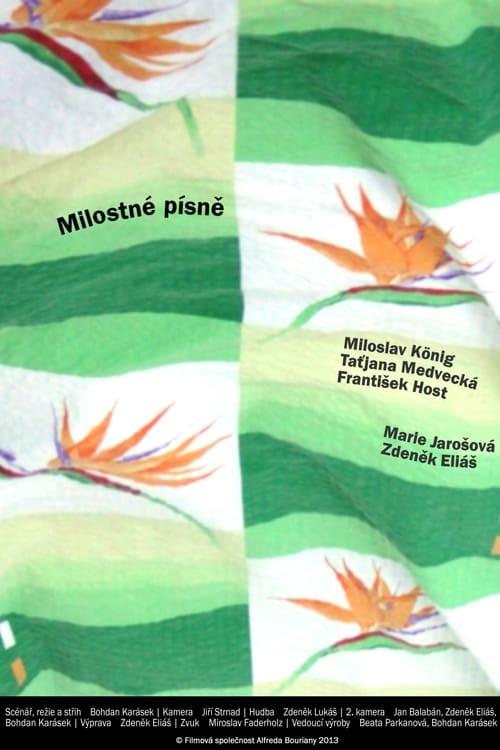 Milostné písně
Miloslav König
Taťjana Medvecká
František Host
Marie Jarošová
Zdeněk Eliáš
Scénář, režie a střih Bohdan Karásek | Kamera Jiří Strnad | Hudba Zdeněk Lukáš | 2. kamera Jan Balabán, Zdeněk Eliáš,
Bohdan Karásek | Výprava Zdeněk Eliáš | Zvuk Miroslav Faderholz | Vedoucí výroby Beata Parkanová, Bohdan Karásek
© Filmová společnost Alfreda Bouriany 2013